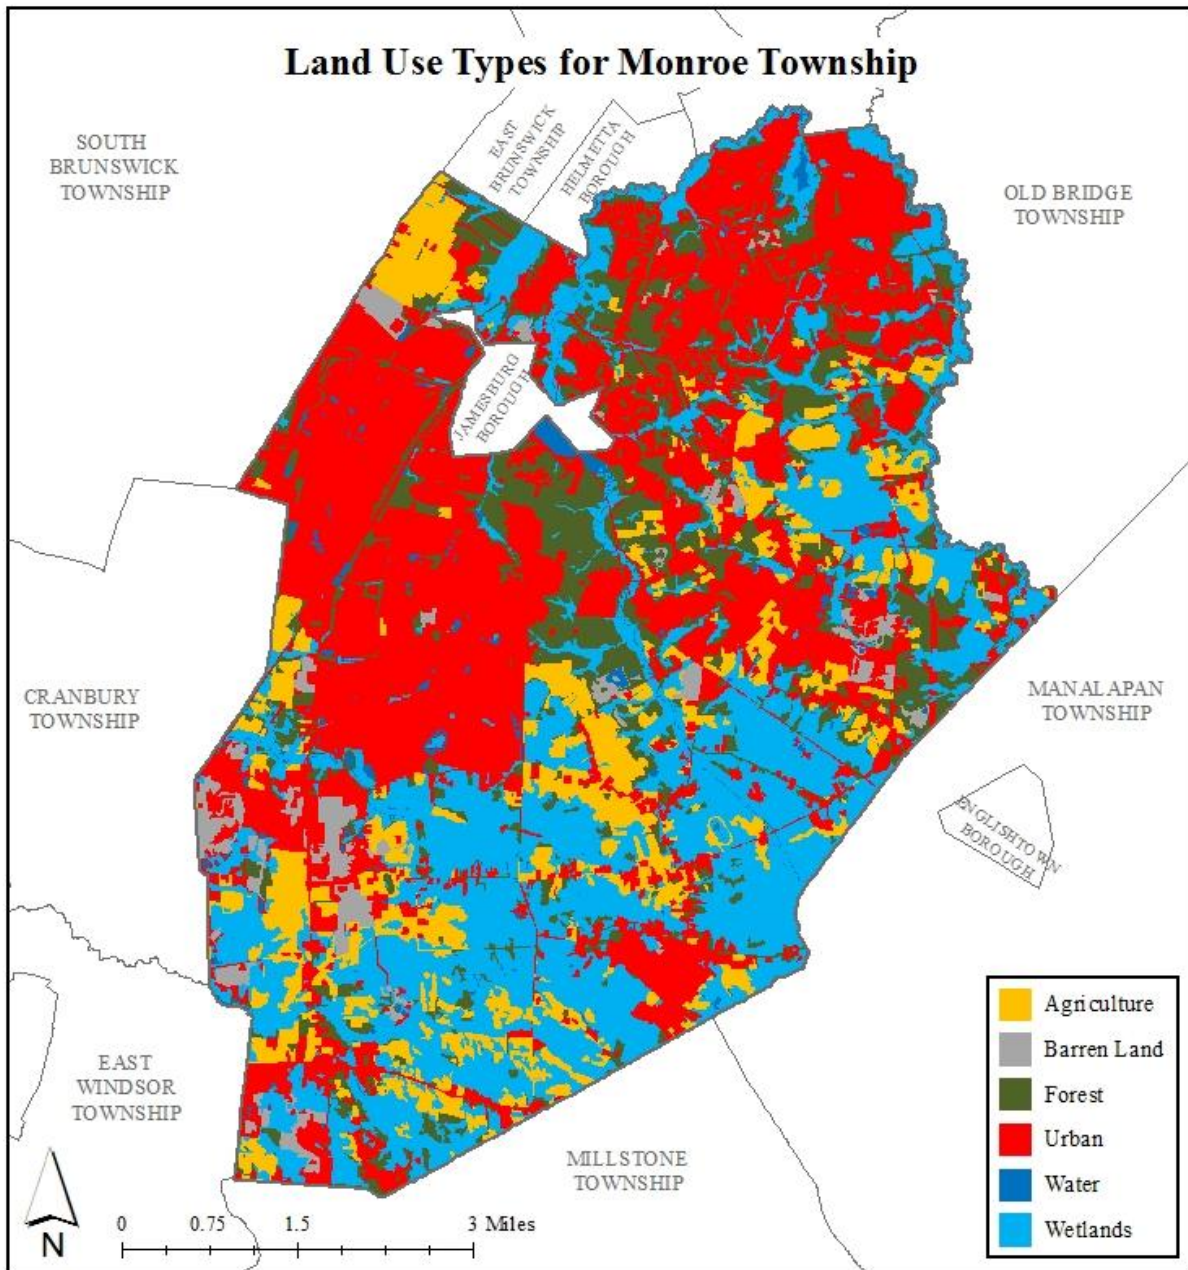 Land Use Types for Monroe Township
SOUTH
BRUNSWICK
TOWNSHIP
EAST
BRUNSWICK
TOWNSHIP
HELMETTA
BOROUGH
OLD BRIDGE
TOWNSHIP
JAMESBURG
BOROUGH
CRANBURY
TOWNSHIP
MANALAPAN
TOWNSHIP
ENGLISHTOWN
BOROUGH
EAST
WINDSOR
TOWNSHIP
MILLSTONE
TOWNSHIP
Agriculture
Barren Land
Forest
Urban
Water
Wetlands
N
0 0.75 1.5 3 Miles